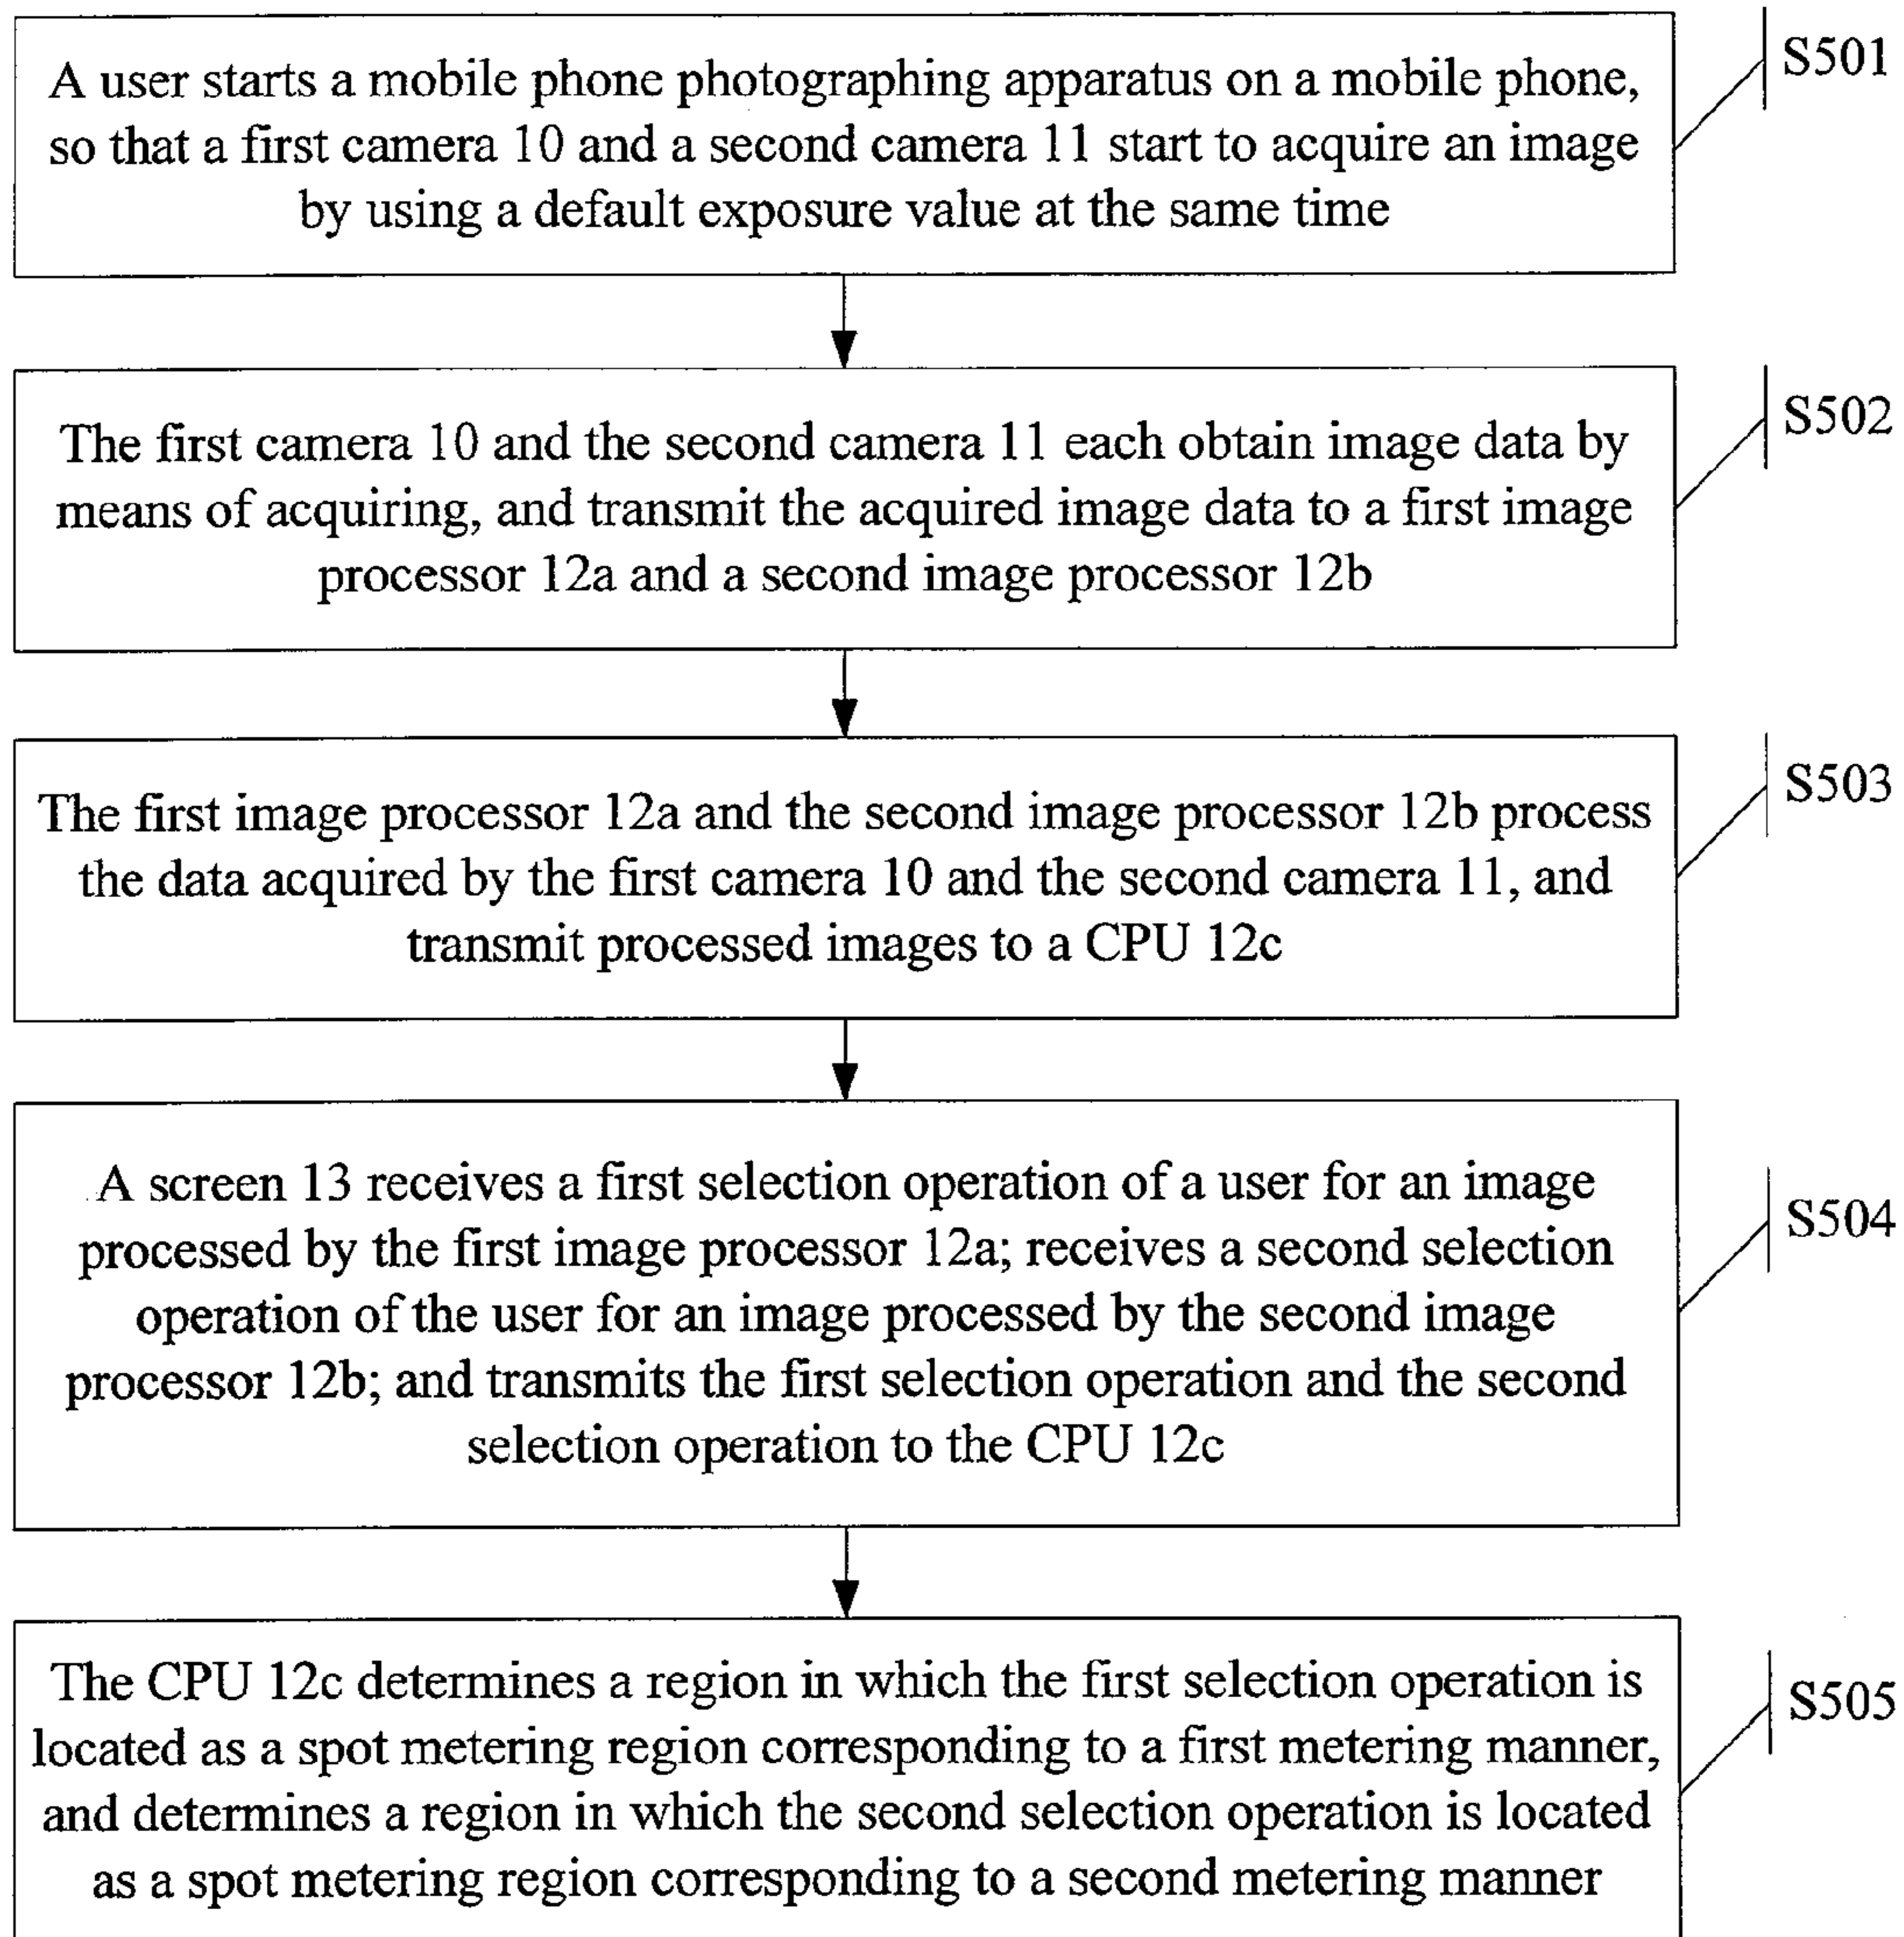 A user starts a mobile phone photographing apparatus on a mobile phone,
so that a first camera 10 and a second camera 11 start to acquire an image
by using a default exposure value at the same time
S501
The first camera 10 and the second camera 11 each obtain image data by
means of acquiring, and transmit the acquired image data to a first image
processor 12a and a second image processor 12b
S502
The first image processor 12a and the second image processor 12b process
the data acquired by the first camera 10 and the second camera 11, and
transmit processed images to a CPU 12c
S503
A screen 13 receives a first selection operation of a user for an image
processed by the first image processor 12a; receives a second selection
operation of the user for an image processed by the second image
processor 12b; and transmits the first selection operation and the second
selection operation to the CPU 12c
S504
The CPU 12c determines a region in which the first selection operation is
located as a spot metering region corresponding to a first metering manner,
and determines a region in which the second selection operation is located
as a spot metering region corresponding to a second metering manner
S505